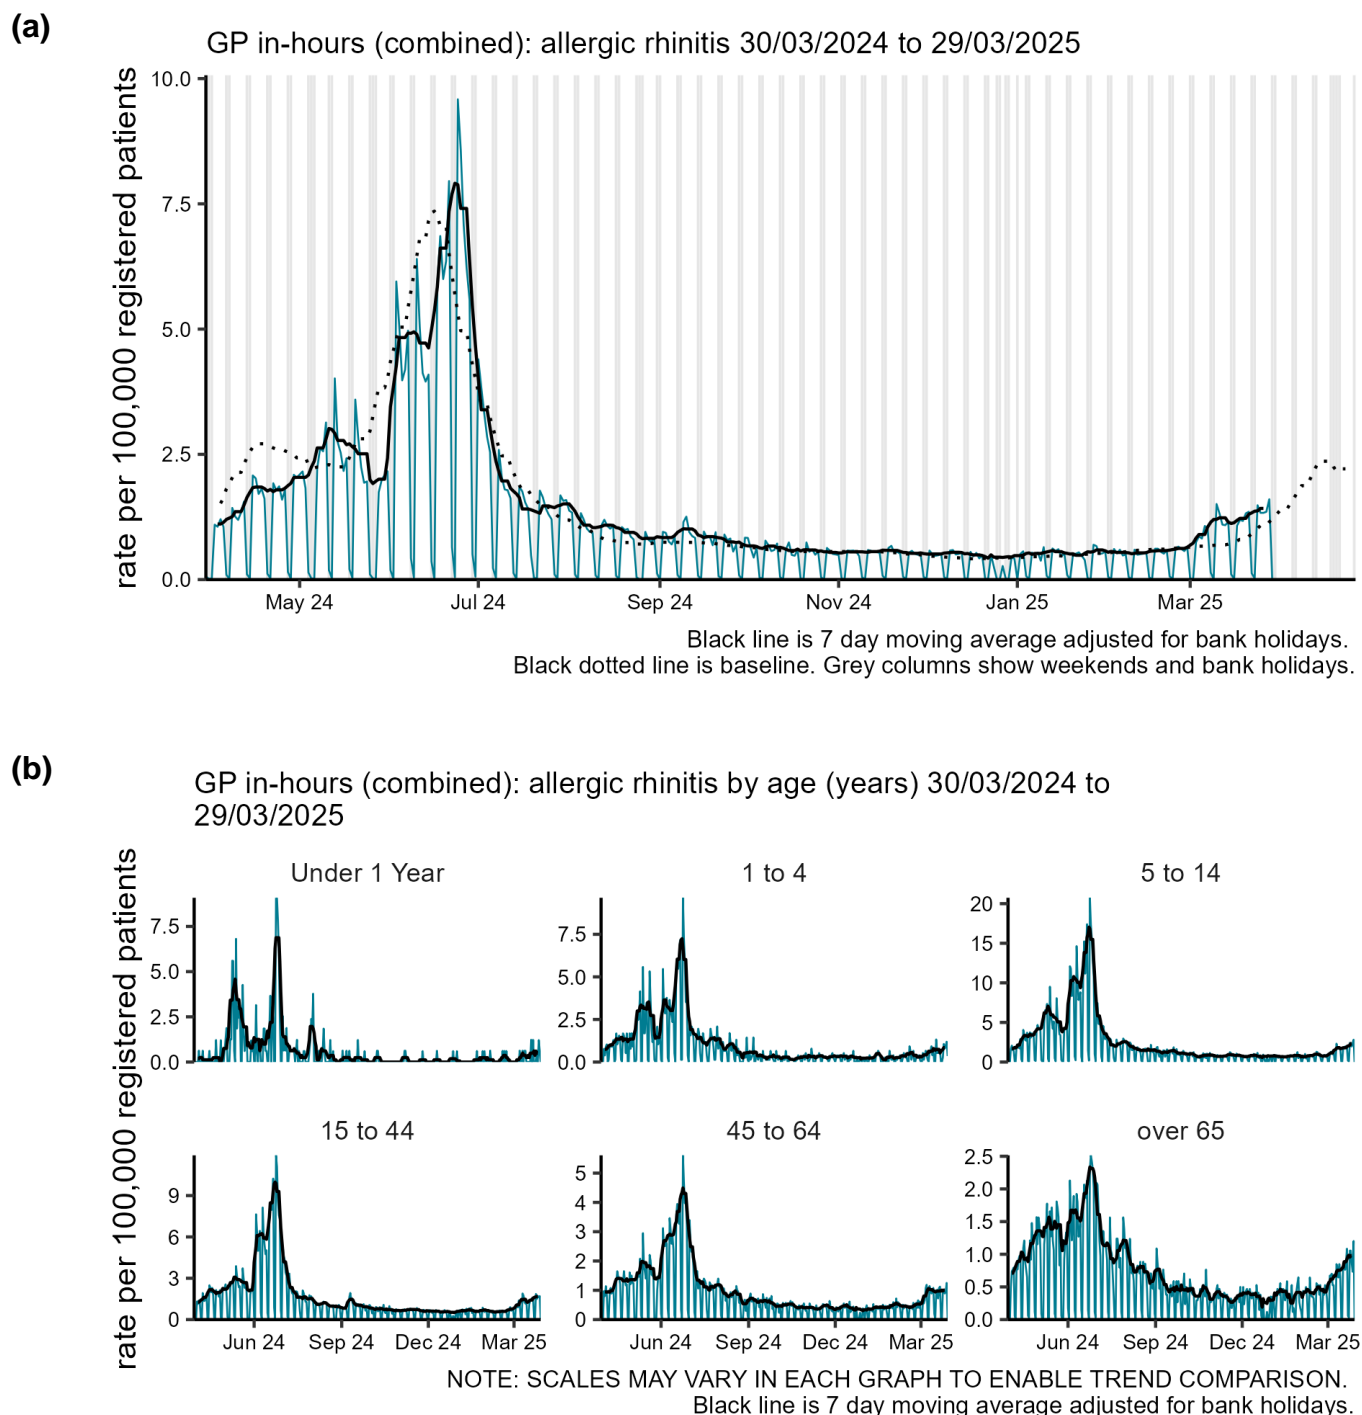 (a)
GP in-hours (combined): allergic rhinitis 30/03/2024 to 29/03/2025
rate per 100,000 registered patients
10.0
7.5
5.0
2.5
0.0
May 24 Jul 24 Sep 24 Nov 24 Jan 25 Mar 25
Black line is 7 day moving average adjusted for bank holidays.
Black dotted line is baseline. Grey columns show weekends and bank holidays.
(b)
GP in-hours (combined): allergic rhinitis by age (years) 30/03/2024 to
29/03/2025
rate per 100,000 registered patients
Under 1 Year
7.5
5.0
2.5
0.0
1 to 4
7.5
5.0
2.5
0.0
5 to 14
20
15
10
5
0
15 to 44
9
6
3
0
Jun 24 Sep 24 Dec 24 Mar 25
45 to 64
5
4
3
2
1
0
Jun 24 Sep 24 Dec 24 Mar 25
over 65
2.5
2.0
1.5
1.0
0.5
0.0
Jun 24 Sep 24 Dec 24 Mar 25
NOTE: SCALES MAY VARY IN EACH GRAPH TO ENABLE TREND COMPARISON.
Black line is 7 day moving average adjusted for bank holidays.